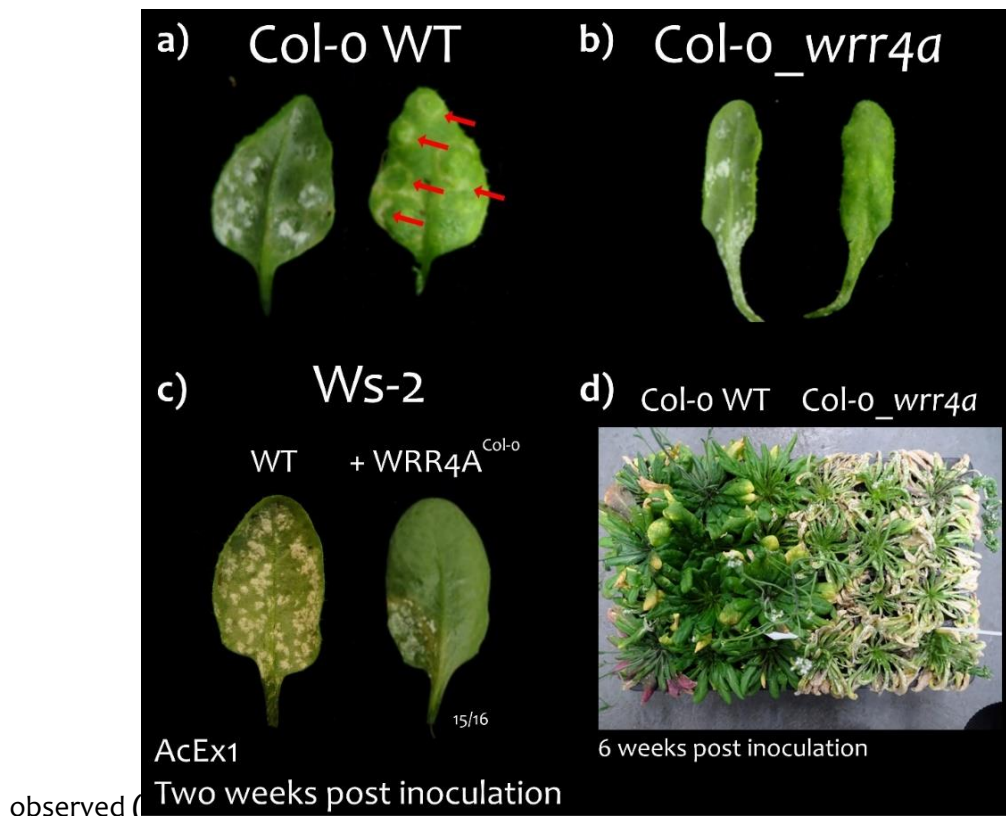 a) Col-0 WT b) Col-0_wrr4a
c) Ws-2 d) Col-0 WT Col-0_wrr4a
WT + WRR4A^Col-0
15/16
AcEx1
6 weeks post inoculation
Two weeks post inoculation
observed (